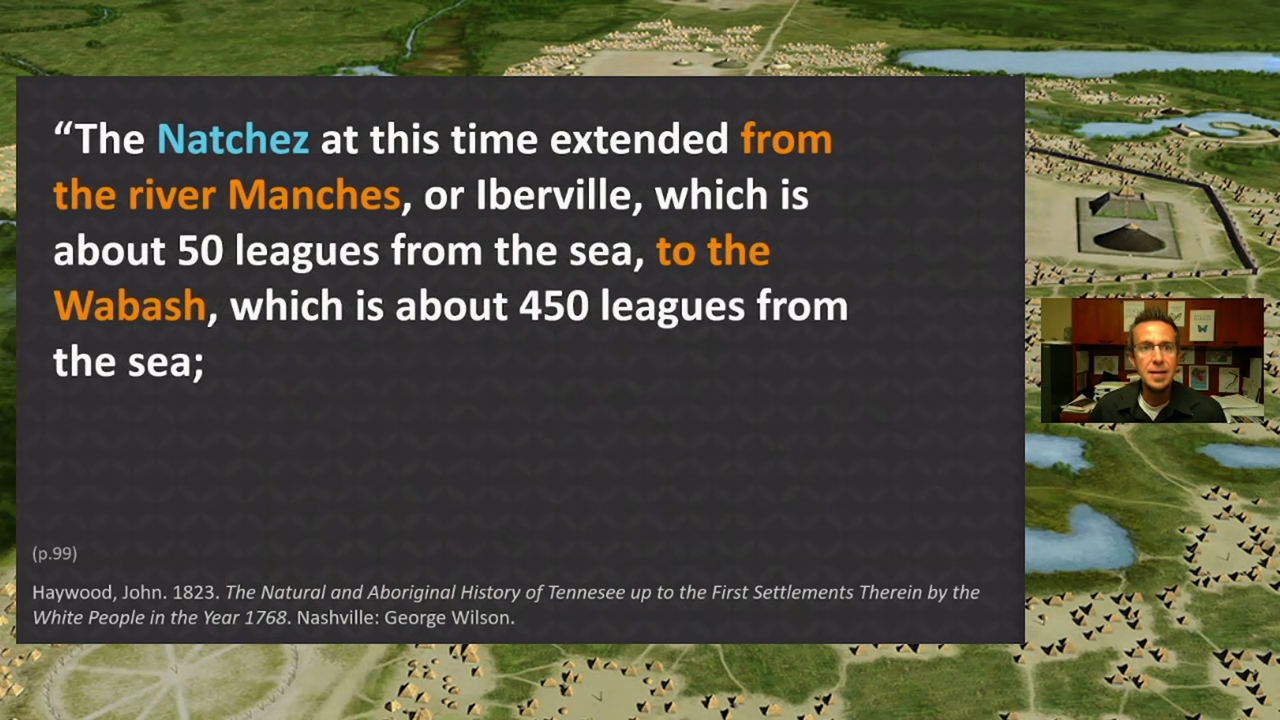 “The Natchez at this time extended from
the river Manches, or Iberville, which is
about 50 leagues from the sea, to the
Wabash, which is about 450 leagues from
the sea;
(p.99)
Haywood, John. 1823. The Natural and Aboriginal History of Tennesee up to the First Settlements Therein by the
White People in the Year 1768. Nashville: George Wilson.